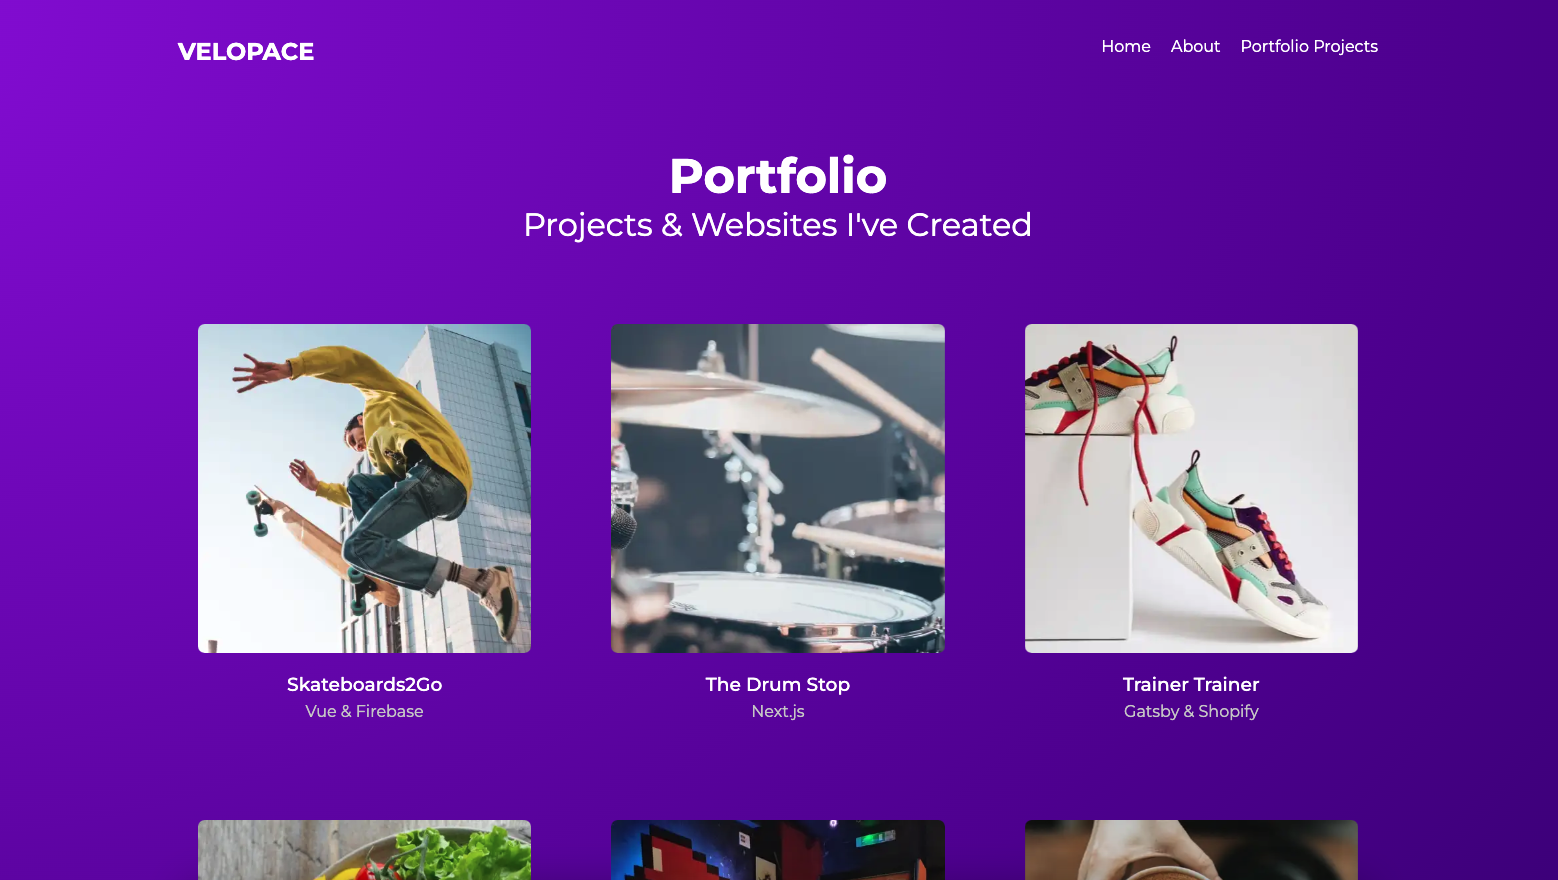 VELOPACE
Home About Portfolio Projects
Portfolio
Projects & Websites I've Created
Skateboards2Go
Vue & Firebase
The Drum Stop
Next.js
Trainer Trainer
Gatsby & Shopify